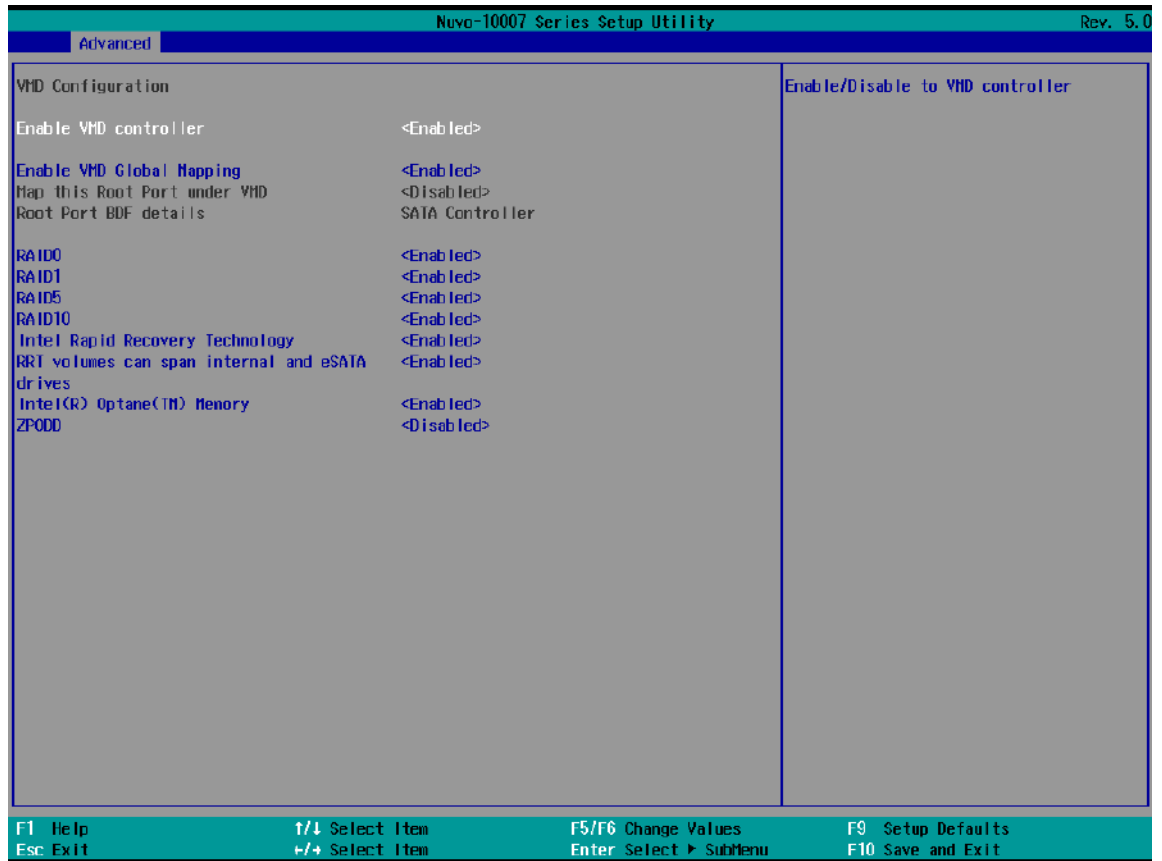 Nuvo-10007 Series Setup Utility Rev. 5.0
Advanced
VMD Configuration
Enable/Disable to VMD controller
Enable VMD controller <Enabled>
Enable VMD Global Mapping <Enabled>
Map this Root Port under VMD <Disabled>
Root Port BDF details SATA Controller
RAID0 <Enabled>
RAID1 <Enabled>
RAID5 <Enabled>
RAID10 <Enabled>
Intel Rapid Recovery Technology <Enabled>
RRT volumes can span internal and eSATA <Enabled>
drives
Intel(R) Optane(TM) Memory <Enabled>
ZPODD <Disabled>
F1 Help ↑/↓ Select Item F5/F6 Change Values F9 Setup Defaults
Esc Exit ←/→ Select Item Enter Select ► SubMenu F10 Save and Exit